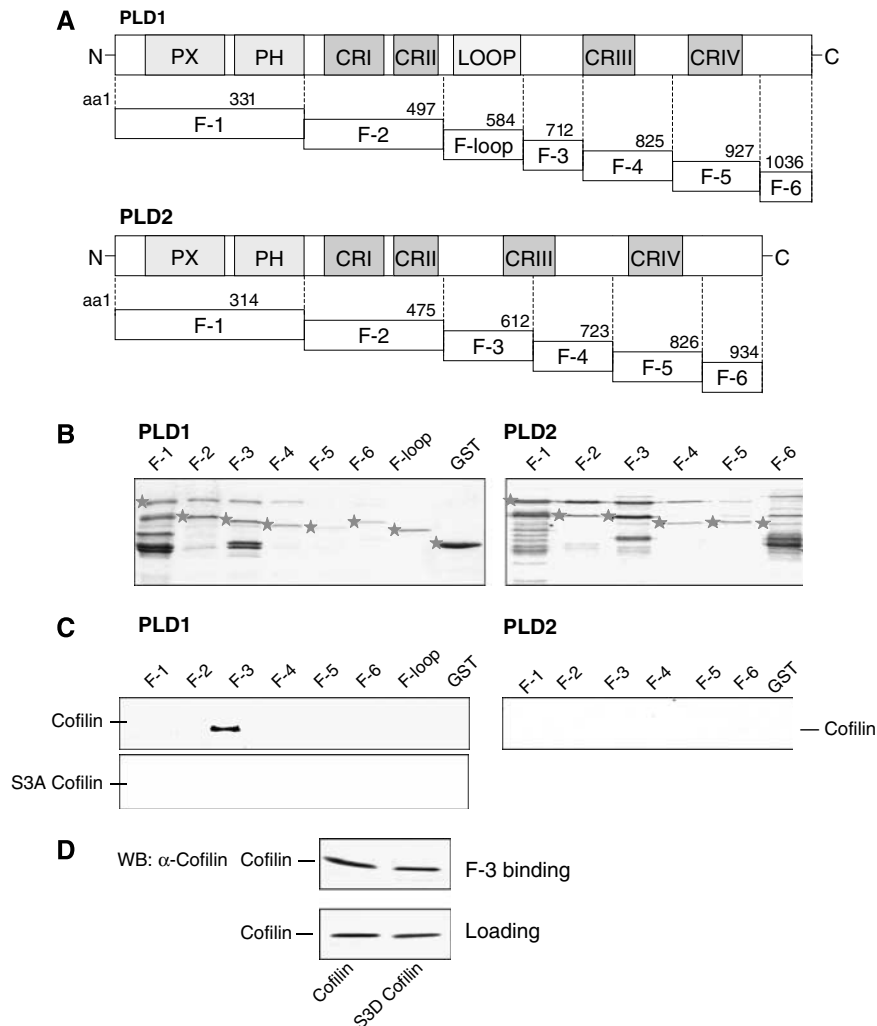 A
PLD1
N
PX PH CRI CRII LOOP CRIII CRIV
C
aa1 331 497 584 712 825 927 1036
F-1 F-2 F-loop F-3 F-4 F-5 F-6
PLD2
N
PX PH CRI CRII CRIII CRIV
C
aa1 314 475 612 723 826 934
F-1 F-2 F-3 F-4 F-5 F-6
B
PLD1
F-1 F-2 F-3 F-4 F-5 F-6 F-loop GST
PLD2
F-1 F-2 F-3 F-4 F-5 F-6
C
PLD1
F-1 F-2 F-3 F-4 F-5 F-6 F-loop GST
Cofilin
S3A Cofilin
PLD2
F-1 F-2 F-3 F-4 F-5 F-6 GST
Cofilin
D
WB: α-Cofilin Cofilin
F-3 binding
Cofilin
Loading
Cofilin S3D Cofilin